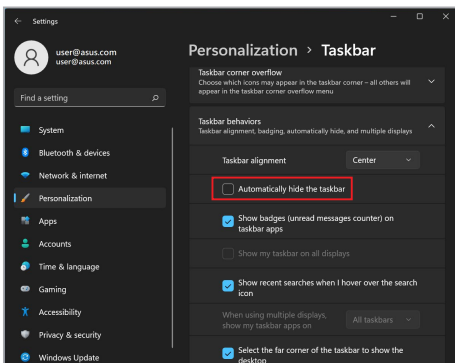 Settings
user@asus.com
user@asus.com
Find a setting
System
Bluetooth & devices
Network & internet
Personalization
Apps
Accounts
Time & language
Gaming
Accessibility
Privacy & security
Windows Update
Personalization > Taskbar
Taskbar corner overflow
Choose which icons may appear in the taskbar corner – all others will
appear in the taskbar corner overflow menu
Taskbar behaviors
Taskbar alignment, badging, automatically hide, and multiple displays
Taskbar alignment
Center
Automatically hide the taskbar
Show badges (unread messages counter) on
taskbar apps
Show my taskbar on all displays
Show recent searches when I hover over the search
icon
When using multiple displays,
show my taskbar apps on
All taskbars
Select the far corner of the taskbar to show the
desktop